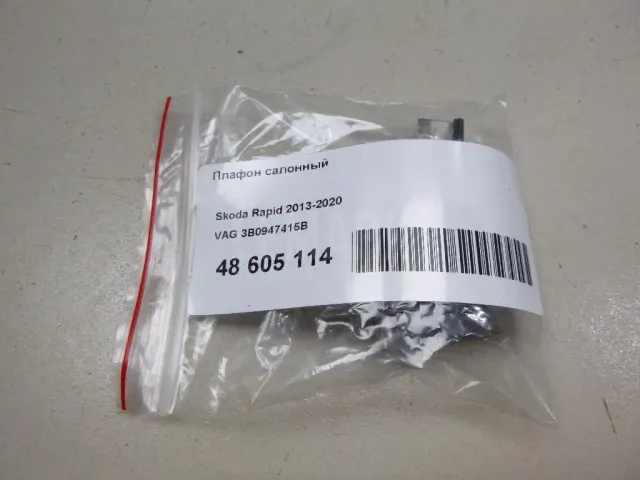 Плафон салонный
Skoda Rapid 2013-2020
VAG 3B0947415B
48 605 114